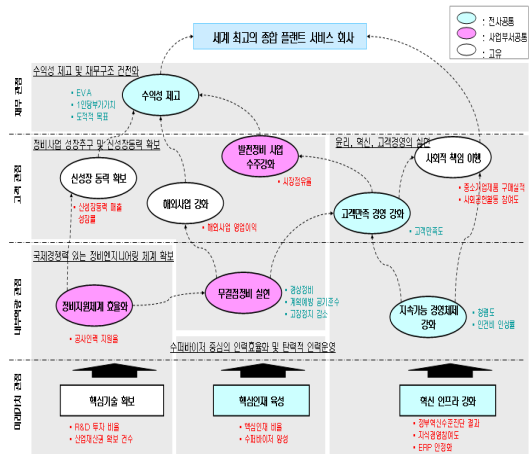 : 전사공통
: 사업부서공통
: 고유
세계 최고의 종합 플랜트 서비스 회사
재무 관점
수익성 제고 및 재무구조 건전화
수익성 제고
• EVA
• 1인당부가가치
도전적 목표
고객 관점
정비사업 성장추구 및 신성장동력 확보
윤리, 혁신, 고객경영의 실현
신성장 동력 확보
• 신성장동력 매출
성장률
해외사업 강화
• 해외사업 영업이익
발전정비 사업
수주강화
• 시장점유율
고객만족 경영 강화
• 고객만족도
사회적 책임 이행
• 중소기업제품 구매실적
• 사회공헌활동 참여도
내부역량 관점
국제경쟁력 있는 정비엔지니어링 체계 확보
정비지원체계 효율화
• 공사인력 지원율
무결점정비 실현
• 경상정비
• 계획예방 공기준수
• 고장정지 감소
지속가능 경영체제
강화
• 청렴도
• 인건비 인상률
미래가치 관점
수퍼바이저 중심의 인력효율화 및 탄력적 인력운영
핵심기술 확보
• R&D 투자 비율
• 산업재산권 확보 건수
핵심인재 육성
• 핵심인재 비율
• 수퍼바이저 양성
혁신 인프라 강화
• 정부혁신수준진단 결과
• 지식경영참여도
• ERP 안정화